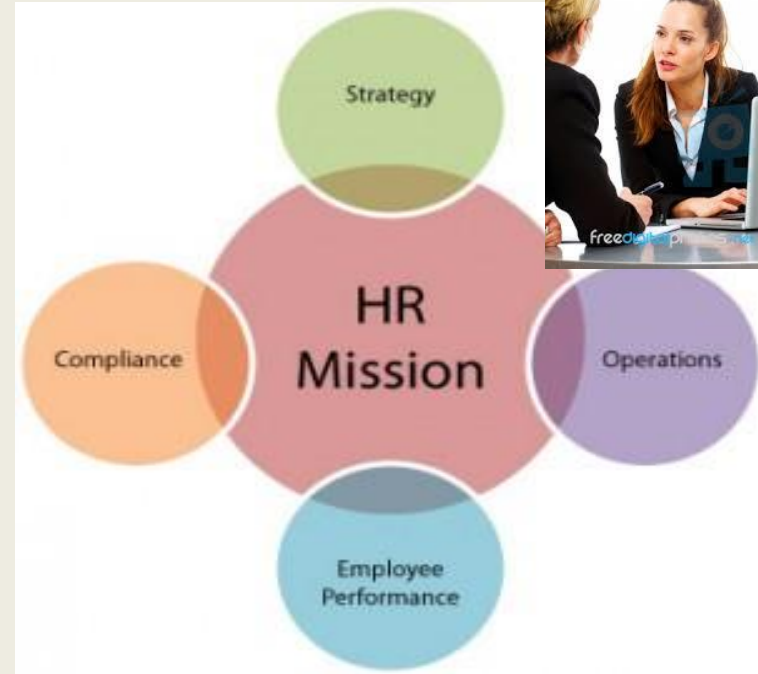 Strategy
HR
Mission
Compliance
Operations
Employee
Performance